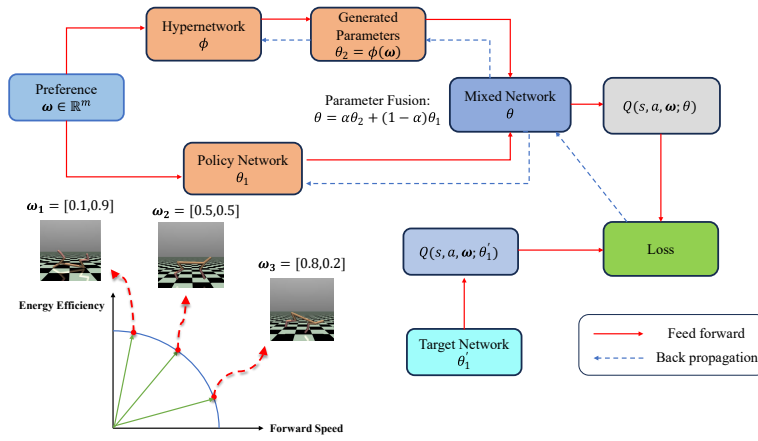 Hypernetwork
ϕ
Generated
Parameters
θ₂ = ϕ(ω)
Preference
ω ∈ ℝᵐ
Parameter Fusion:
θ = αθ₂ + (1 − α)θ₁
Mixed Network
θ
Q(s, a, ω; θ)
Policy Network
θ₁
ω₁ = [0.1,0.9]
ω₂ = [0.5,0.5]
ω₃ = [0.8,0.2]
Q(s, a, ω; θ₁′)
Loss
Energy Efficiency
Forward Speed
Target Network
θ₁′
Feed forward
Back propagation